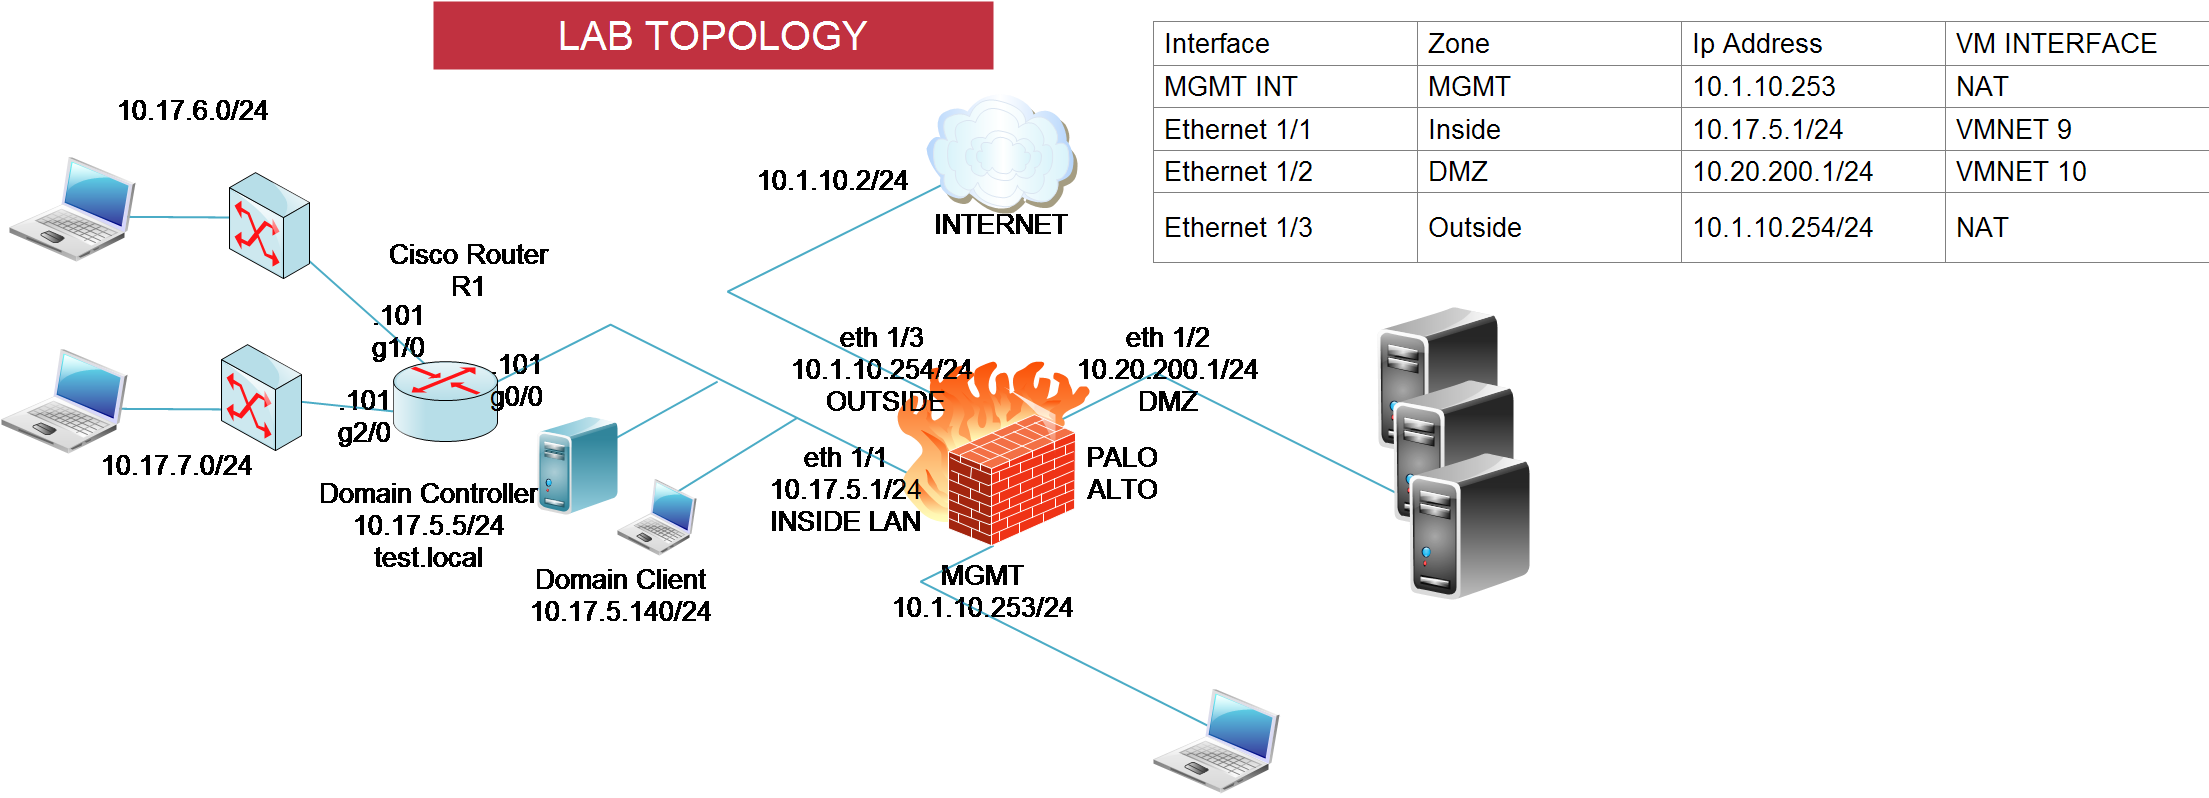 LAB TOPOLOGY
Interface Zone Ip Address VM INTERFACE
MGMT INT MGMT 10.1.10.253 NAT
Ethernet 1/1 Inside 10.17.5.1/24 VMNET 9
Ethernet 1/2 DMZ 10.20.200.1/24 VMNET 10
Ethernet 1/3 Outside 10.1.10.254/24 NAT
10.17.6.0/24
10.1.10.2/24
INTERNET
Cisco Router
R1
.101
g1/0
.101
g0/0
.101
g2/0
10.17.7.0/24
eth 1/3
10.1.10.254/24
OUTSIDE
eth 1/2
10.20.200.1/24
DMZ
eth 1/1
10.17.5.1/24
INSIDE LAN
PALO
ALTO
Domain Controller
10.17.5.5/24
test.local
Domain Client
10.17.5.140/24
MGMT
10.1.10.253/24